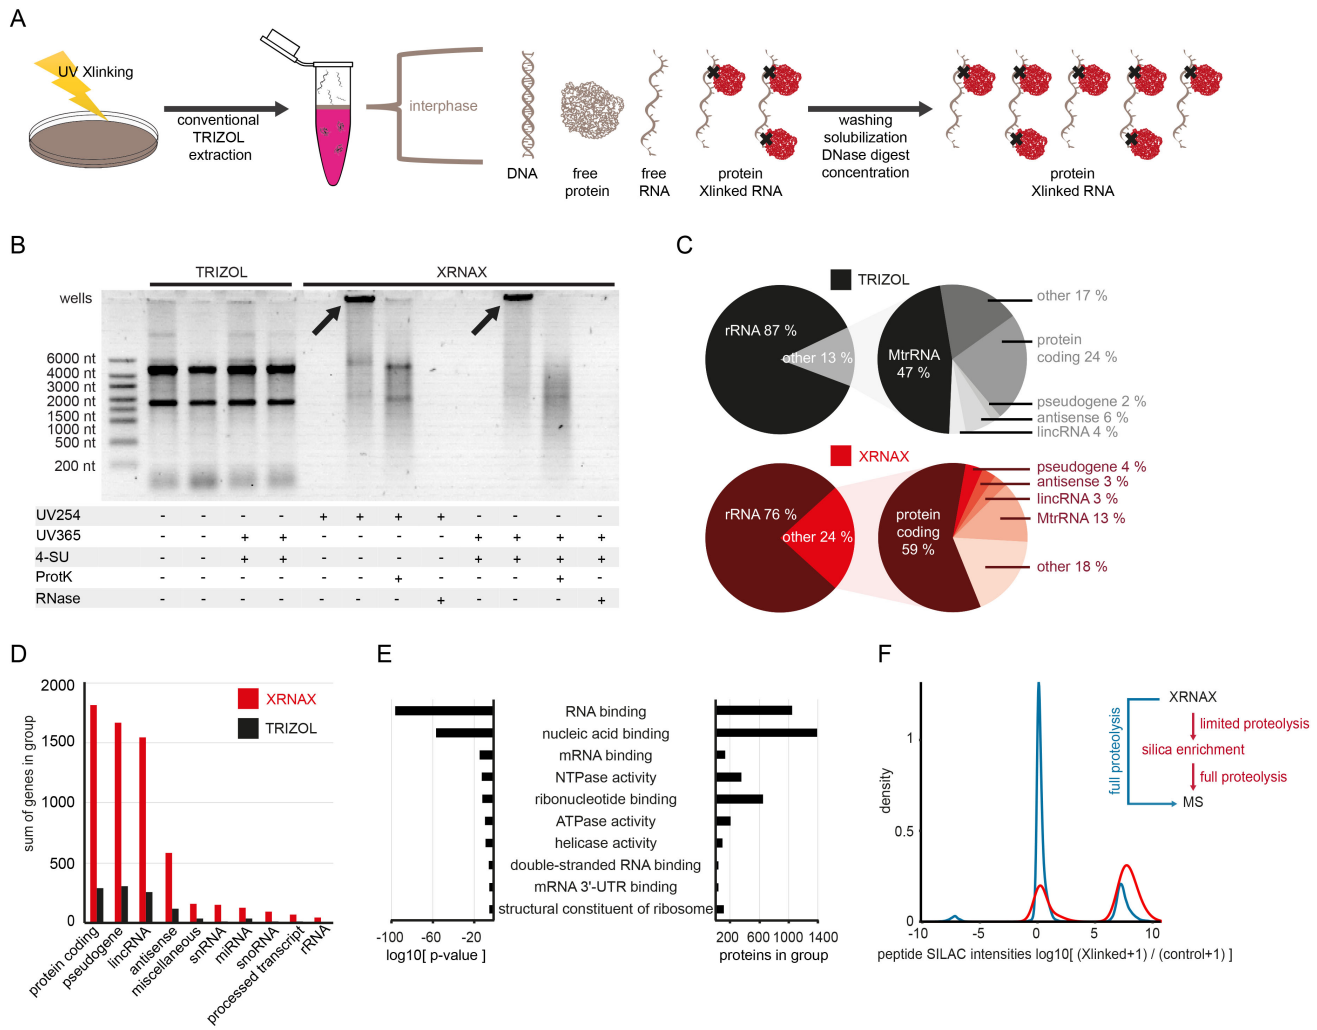 A
UV Xlinking
conventional
TRIZOL
extraction
interphase
DNA
free
protein
free
RNA
protein
Xlinked RNA
washing
solubilization
DNase digest
concentration
protein
Xlinked RNA
B
TRIZOL XRNAX
wells
6000 nt
4000 nt
3000 nt
2000 nt
1500 nt
1000 nt
500 nt
200 nt
UV254 - - - - + + + + - - - -
UV365 - - + + - - - - + + + +
4-SU - - + + - - - - + + + +
ProtK - - - - - - + - - - + -
RNase - - - - - - - + - - - +
C
TRIZOL
rRNA 87 %
other 13 %
MtrRNA
47 %
other 17 %
protein
coding 24 %
pseudogene 2 %
antisense 6 %
lincRNA 4 %
XRNAX
rRNA 76 %
other 24 %
protein
coding
59 %
pseudogene 4 %
antisense 3 %
lincRNA 3 %
MtrRNA 13 %
other 18 %
D
sum of genes in group
2000
1500
1000
500
0
XRNAX
TRIZOL
protein coding
pseudogene
lincRNA
antisense
miscellaneous
snRNA
miRNA
snoRNA
processed transcript
rRNA
E
RNA binding
nucleic acid binding
mRNA binding
NTPase activity
ribonucleotide binding
ATPase activity
helicase activity
double-stranded RNA binding
mRNA 3'-UTR binding
structural constituent of ribosome
-100 -60 -20
log10[ p-value ]
200 600 1000 1400
proteins in group
F
density
1
0.5
0
-10 -5 0 5 10
peptide SILAC intensities log10[ (Xlinked+1) / (control+1) ]
XRNAX
limited proteolysis
silica enrichment
full proteolysis
MS
full proteolysis